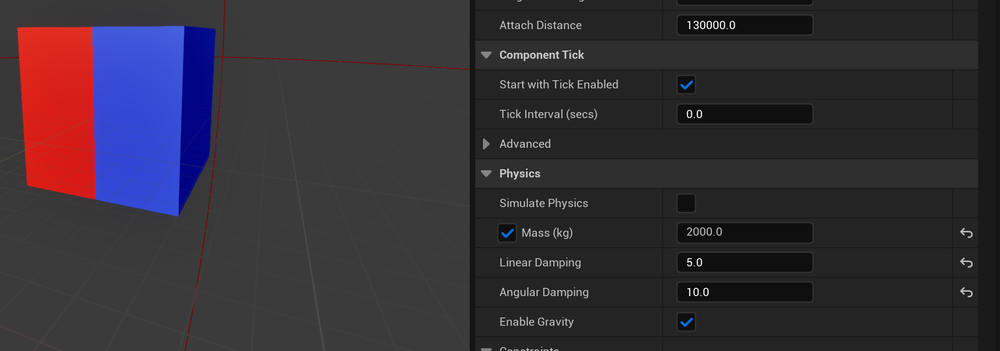 Attach Distance 130000.0
Component Tick
Start with Tick Enabled
Tick Interval (secs) 0.0
Advanced
Physics
Simulate Physics
Mass (kg) 2000.0
Linear Damping 5.0
Angular Damping 10.0
Enable Gravity
Constraints